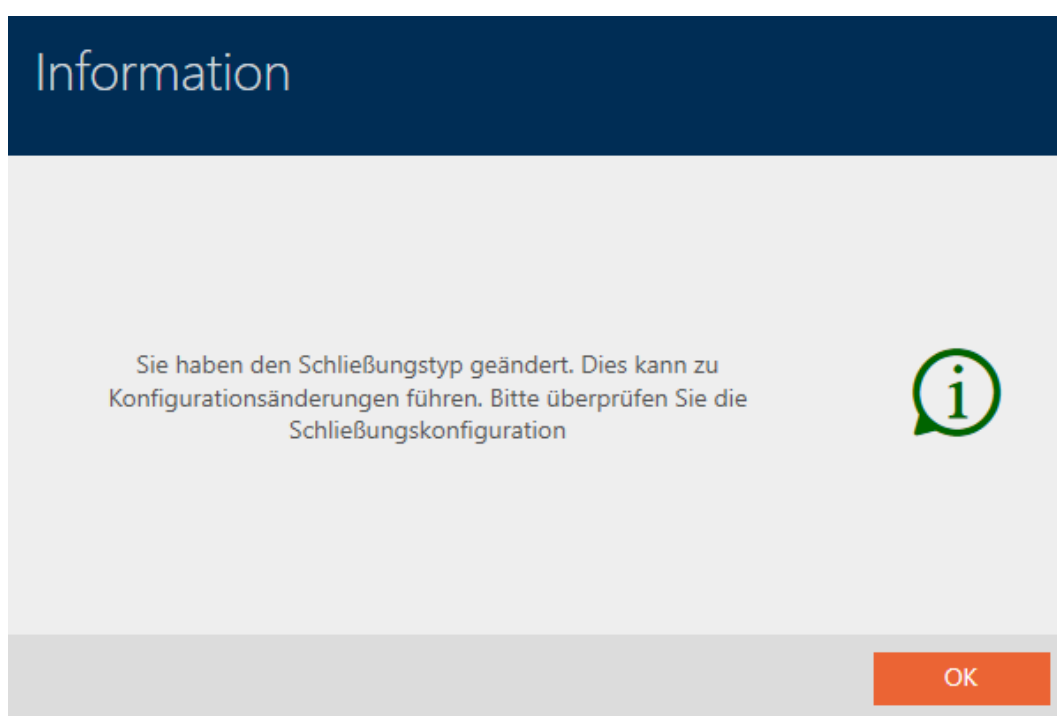 Information
Sie haben den Schließungstyp geändert. Dies kann zu
Konfigurationsänderungen führen. Bitte überprüfen Sie die
Schließungskonfiguration
OK